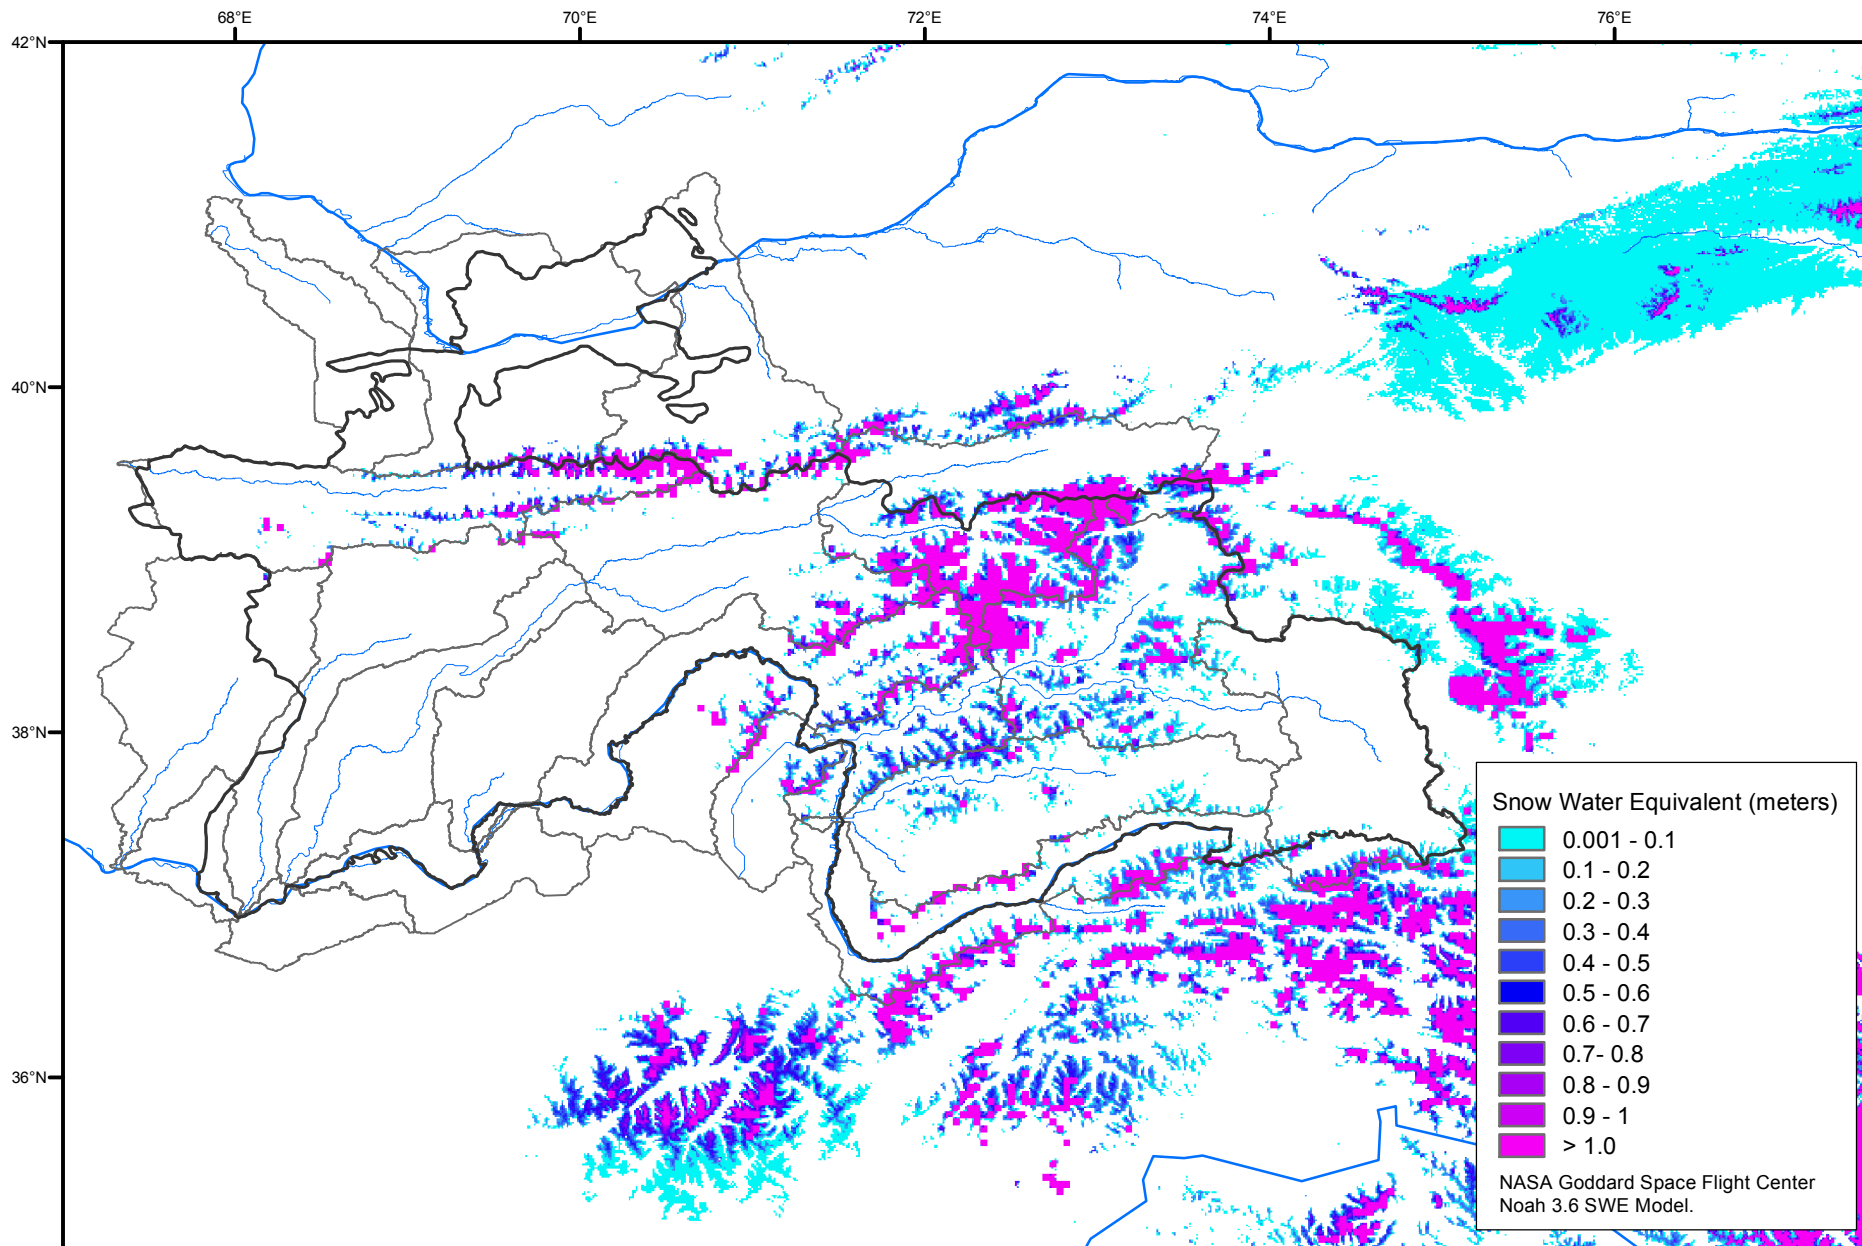 68°E
70°E
72°E
74°E
76°E
42°N
40°N
38°N
36°N
Snow Water Equivalent (meters)
0.001 - 0.1
0.1 - 0.2
0.2 - 0.3
0.3 - 0.4
0.4 - 0.5
0.5 - 0.6
0.6 - 0.7
0.7- 0.8
0.8 - 0.9
0.9 - 1
> 1.0
NASA Goddard Space Flight Center
Noah 3.6 SWE Model.